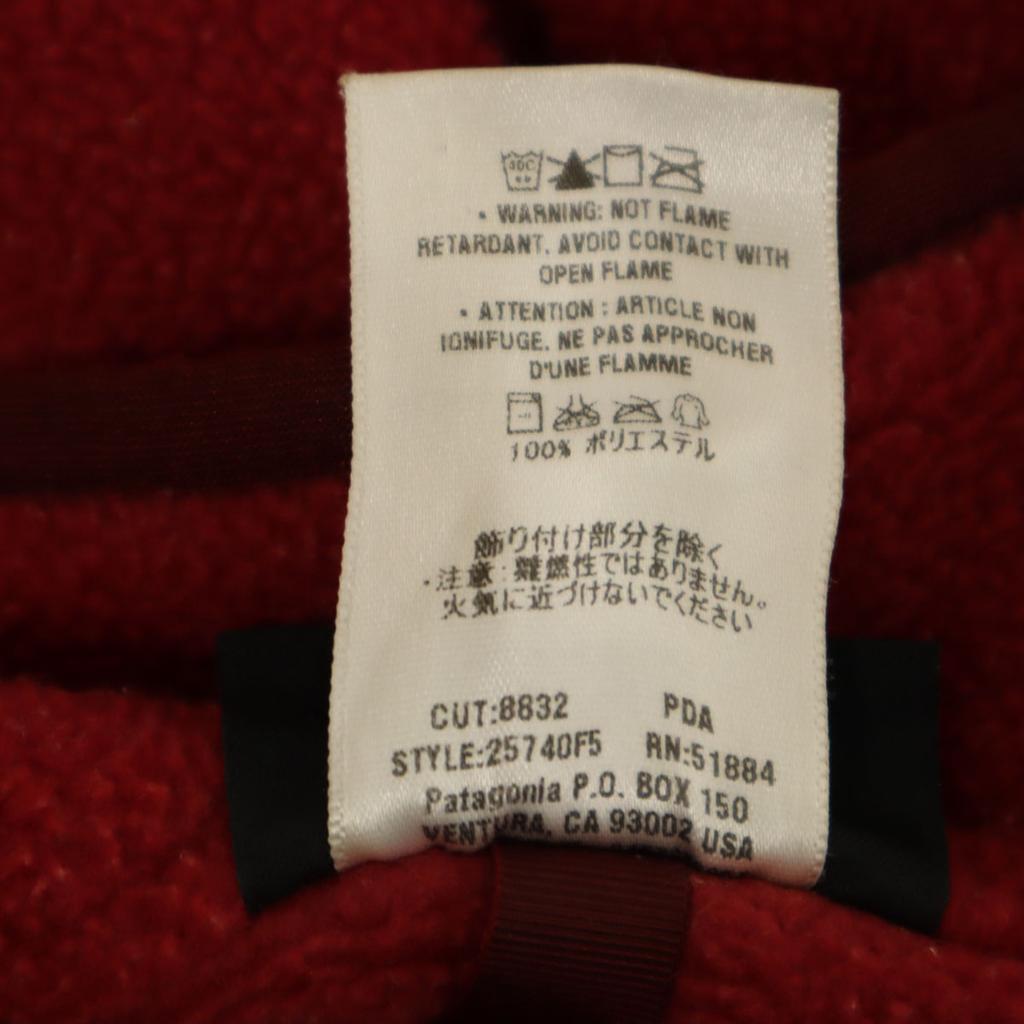 40C
• WARNING: NOT FLAME
RETARDANT. AVOID CONTACT WITH
OPEN FLAME
• ATTENTION : ARTICLE NON
IGNIFUGE. NE PAS APPROCHER
D'UNE FLAMME
100% ポリエステル
飾り付け部分を除く
・注意:難燃性ではありません。
火気に近づけないでください
CUT:8832 PDA
STYLE:25740F5 RN:51884
Patagonia P.O. BOX 150
VENTURA, CA 93002 USA